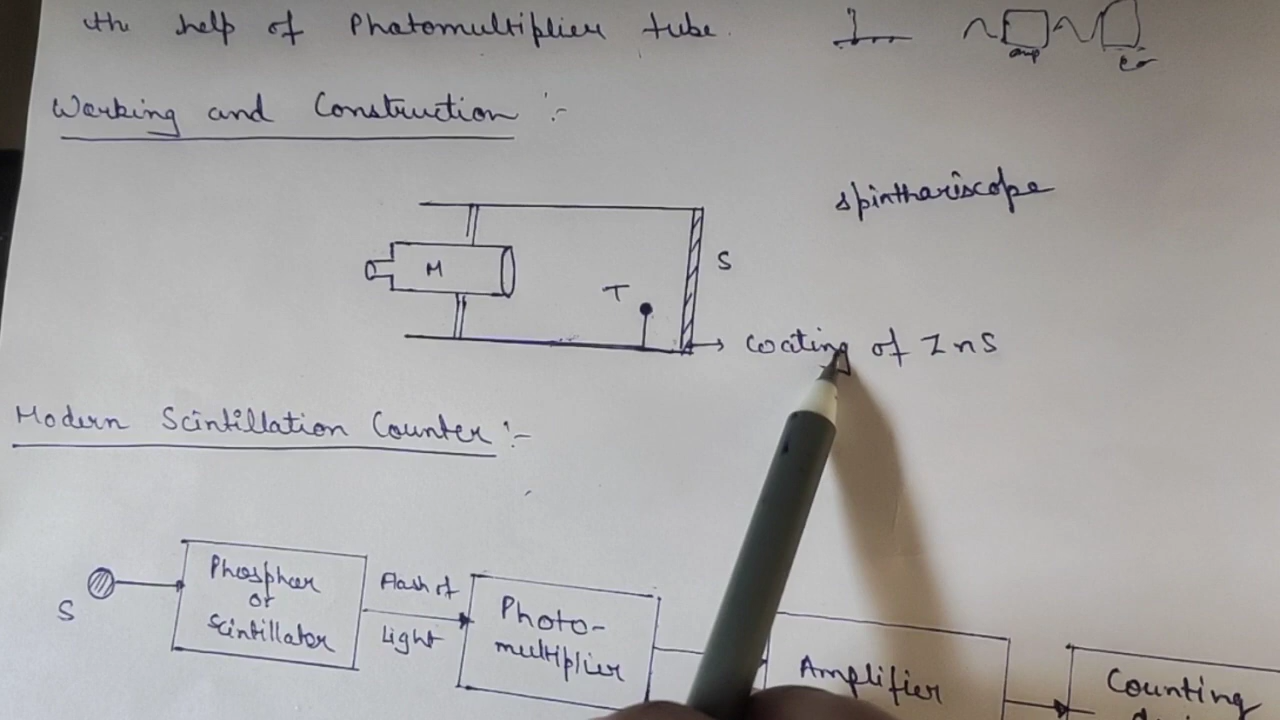 the help of Photomultiplier tube.
amp
Working and Construction :-
spinthariscope
M
S
T
coating of ZnS
Modern Scintillation Counter :-
S
Phosphor
or
Scintillator
Flash of
Light
Photo-
multiplier
Amplifier
Counting